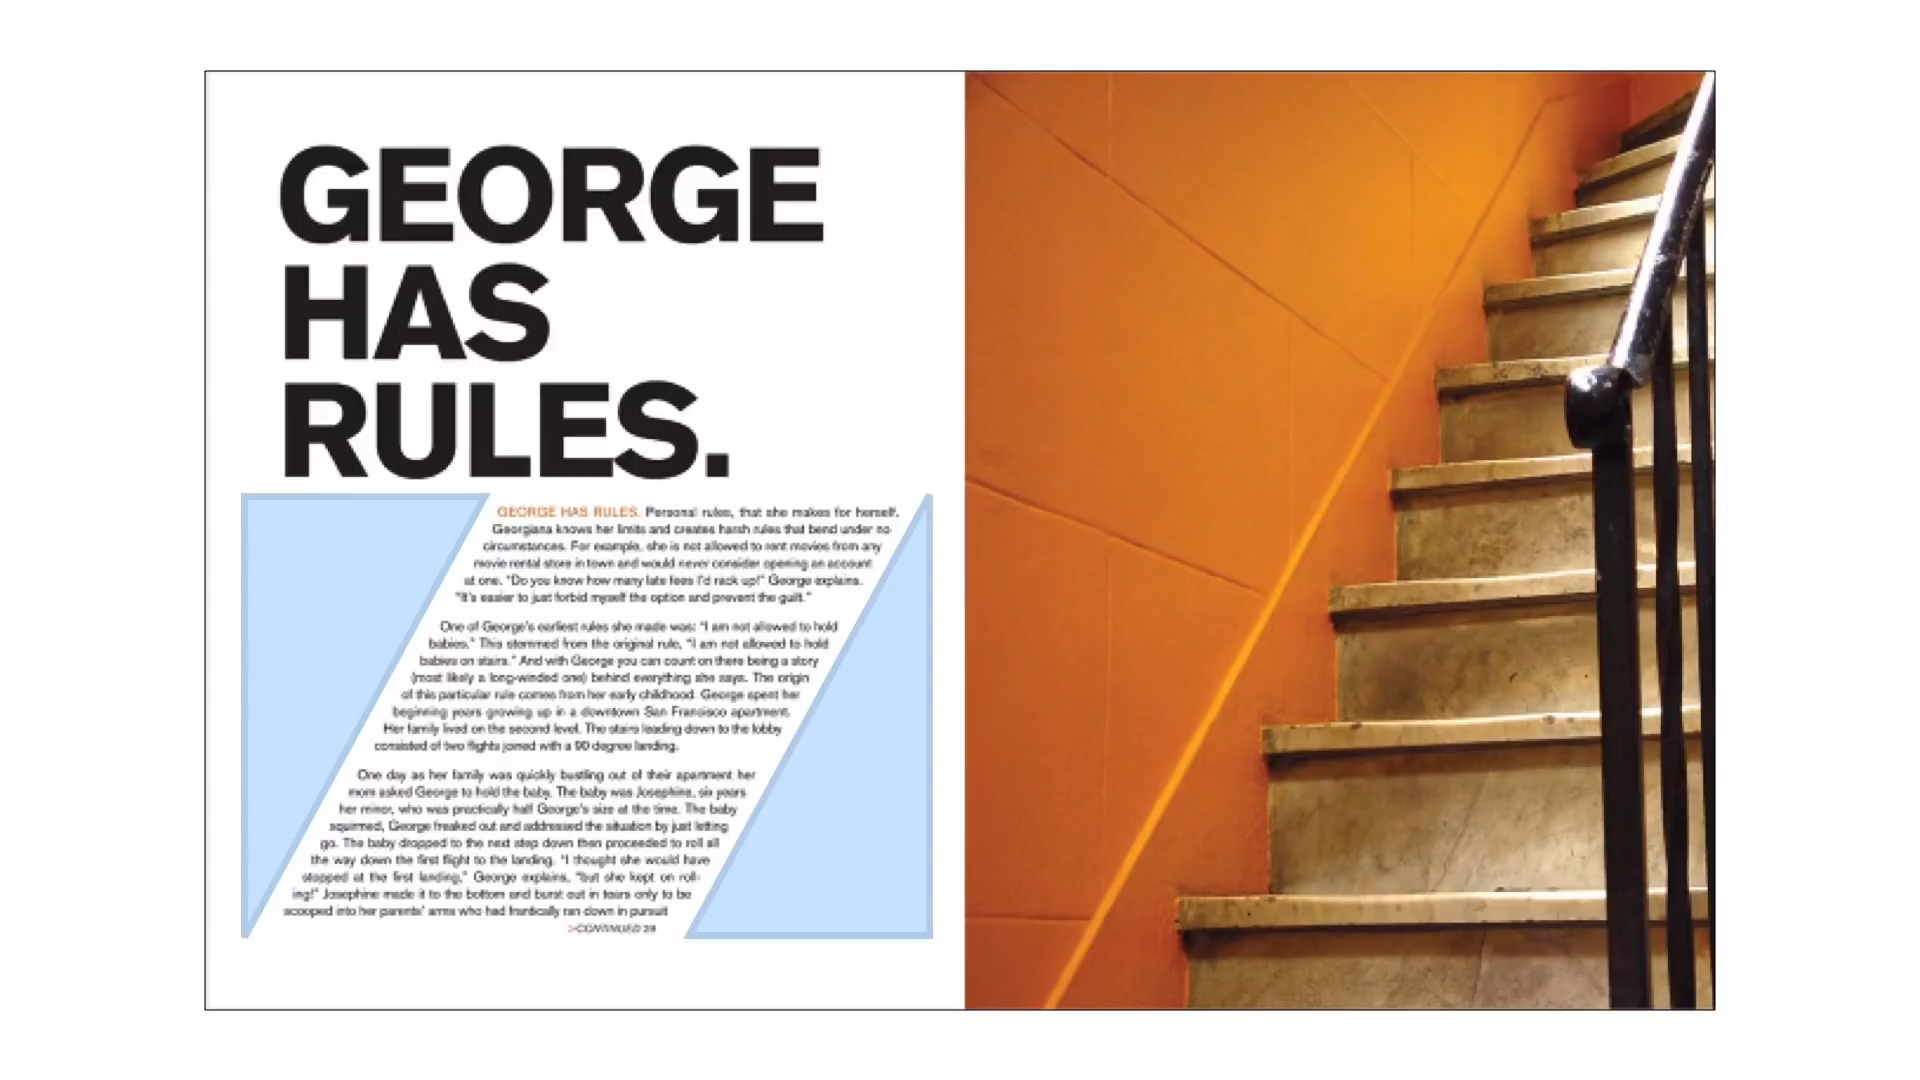 GEORGE
HAS
RULES.
GEORGE HAS RULES. Personal rules, that she makes for herself.
Georgiana knows her limits and creates harsh rules that bend under no
circumstances. For example, she is not allowed to rent movies from any
movie rental store in town and would never consider opening an account
at one. "Do you know how many late fees I'd rack up!" George explains.
"It's easier to just forbid myself the option and prevent the guilt."
One of George's earliest rules she made was: "I am not allowed to hold
babies." This stemmed from the original rule, "I am not allowed to hold
babies on stairs." And with George you can count on there being a story
(most likely a long-winded one) behind everything she says. The origin
of this particular rule comes from her early childhood. George spent her
beginning years growing up in a downtown San Francisco apartment.
Her family lived on the second level. The stairs leading down to the lobby
consisted of two flights joined with a 90 degree landing.
One day as her family was quickly bustling out of their apartment her
mom asked George to hold the baby. The baby was Josephine, six years
her minor, who was practically half George's size at the time. The baby
squirmed, George freaked out and addressed the situation by just letting
go. The baby dropped to the next step down then proceeded to roll all
the way down the first flight to the landing. "I thought she would have
stopped at the first landing," George explains, "but she kept on roll-
ing!" Josephine made it to the bottom and burst out in tears only to be
scooped into her parents' arms who had frantically ran down in pursuit
>CONTINUED 29